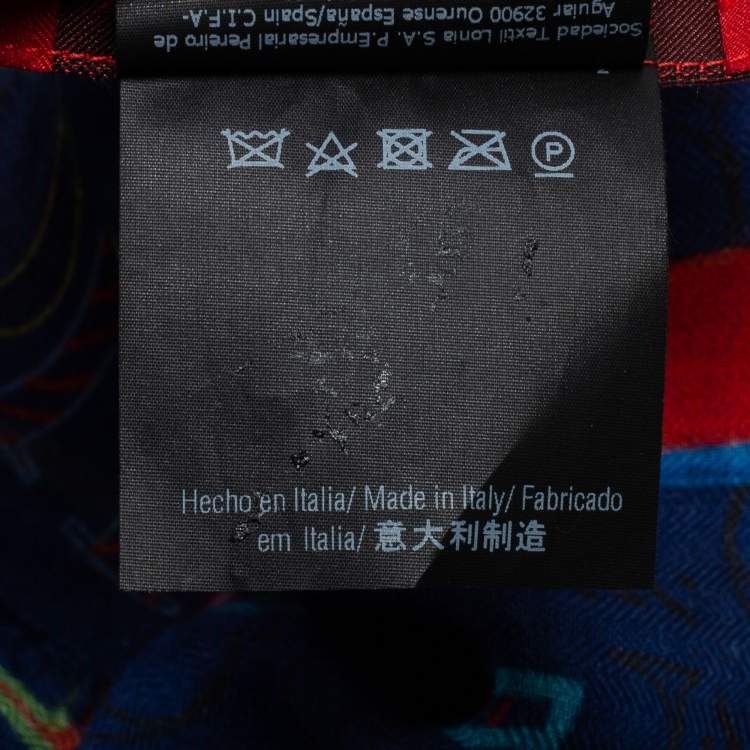 Sociedad Textil Lonia S.A. P.Empresarial Pereiro de
Aguiar 32900 Ourense España/Spain C.I.F.A-
P
Hecho en Italia/ Made in Italy/ Fabricado
em Italia/ 意大利制造